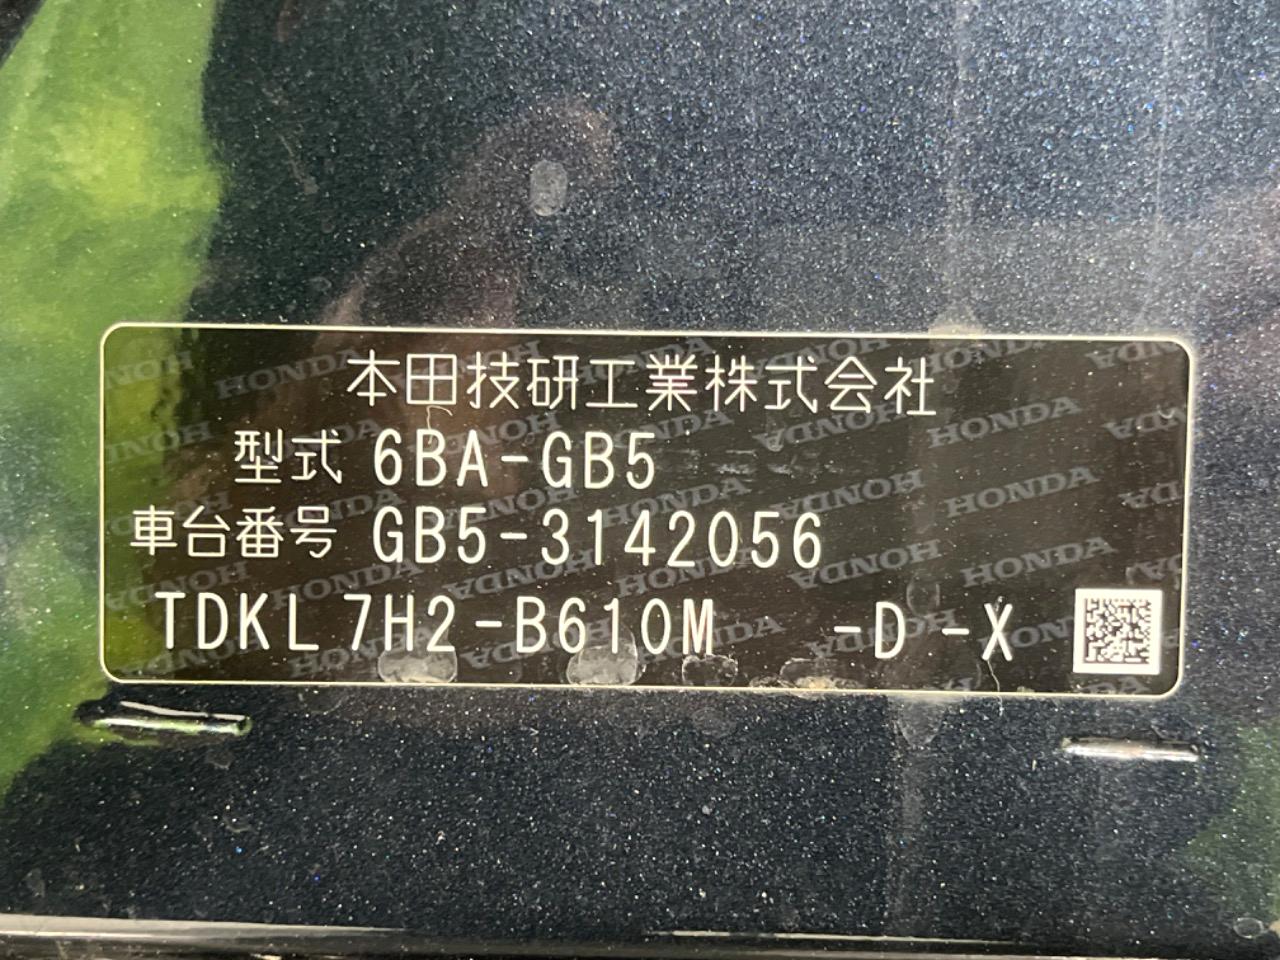 本田技研工業株式会社
型式 6BA-GB5
車台番号 GB5-3142056
TDKL7H2-B610M -D -X